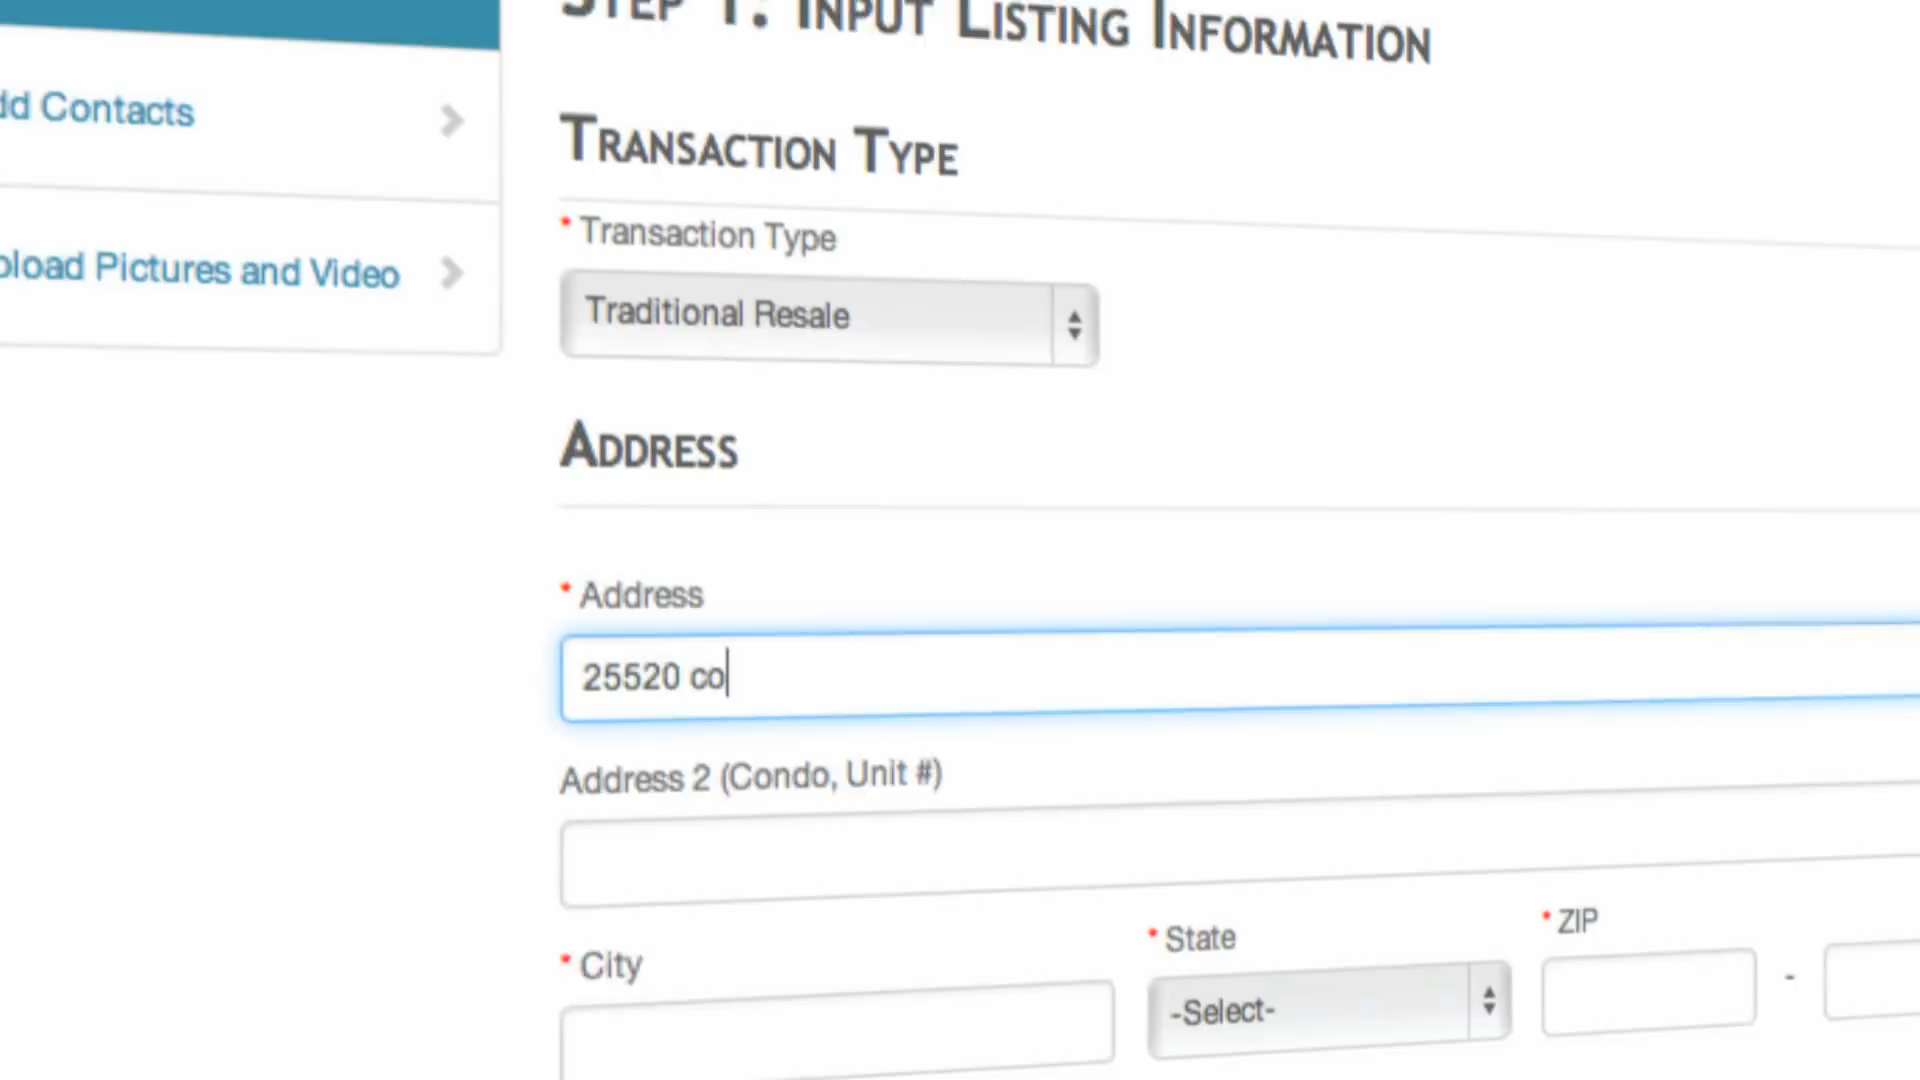 Step 1: Input Listing Information
dd Contacts
Transaction Type
* Transaction Type
pload Pictures and Video
Traditional Resale
Address
* Address
25520 co
Address 2 (Condo, Unit #)
* City
* State
* ZIP
-Select-
-